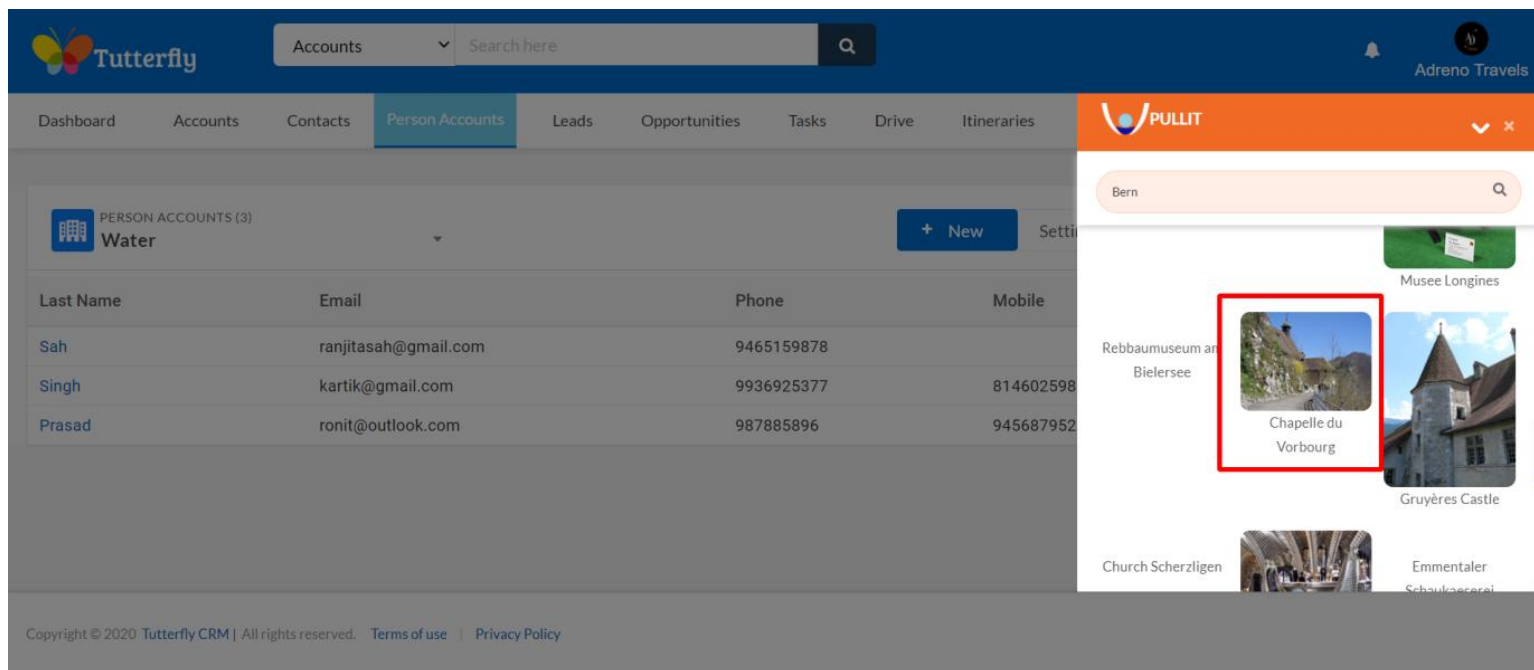 Tutterfly
Accounts
Search here
Adreno Travels
Dashboard Accounts Contacts Person Accounts Leads Opportunities Tasks Drive Itineraries
PULLIT
Bern
PERSON ACCOUNTS (3)
Water
+ New
Last Name Email Phone Mobile
Sah ranjitasah@gmail.com 9465159878
Singh kartik@gmail.com 9936925377 814602598
Prasad ronit@outlook.com 987885896 945687952
Musee Longines
Rebbaumuseum am
Bielersee
Chapelle du
Vorbourg
Gruyères Castle
Church Scherzligen
Emmentaler
Schaukaeserei
Copyright © 2020 Tutterfly CRM | All rights reserved. Terms of use | Privacy Policy